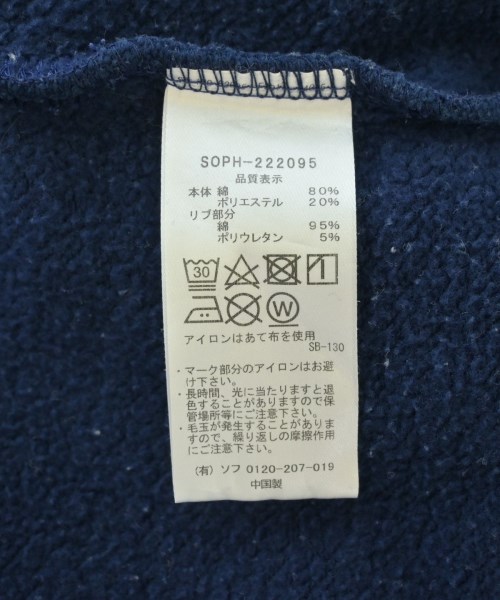 SOPH-222095
品質表示
本体 綿 80%
ポリエステル 20%
リブ部分
綿 95%
ポリウレタン 5%
30
W
アイロンはあて布を使用
SB-130
・マーク部分のアイロンはお避
け下さい。
・長時間、光に当たりますと退
色することがありますので保
管場所等にご注意下さい。
・毛玉が発生することがありま
すので、繰り返しの摩擦作用
にご注意下さい。
(有) ソフ 0120-207-019
中国製